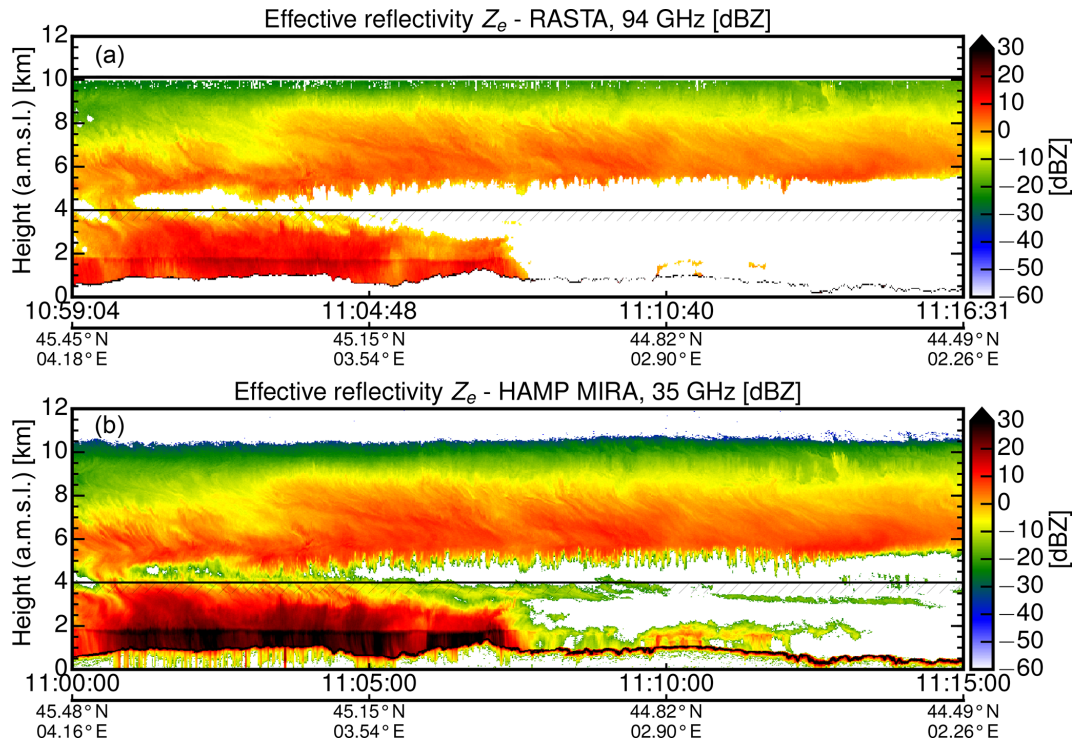 Effective reflectivity Zₑ - RASTA, 94 GHz [dBZ]
(a)
Height (a.m.s.l.) [km]
12
10
8
6
4
2
0
30
20
10
0
−10
−20
−30
−40
−50
−60
[dBZ]
10:59:04 11:04:48 11:10:40 11:16:31
45.45°N 45.15°N 44.82°N 44.49°N
04.18°E 03.54°E 02.90°E 02.26°E
Effective reflectivity Zₑ - HAMP MIRA, 35 GHz [dBZ]
(b)
Height (a.m.s.l.) [km]
12
10
8
6
4
2
0
30
20
10
0
−10
−20
−30
−40
−50
−60
[dBZ]
11:00:00 11:05:00 11:10:00 11:15:00
45.48°N 45.15°N 44.82°N 44.49°N
04.16°E 03.54°E 02.90°E 02.26°E